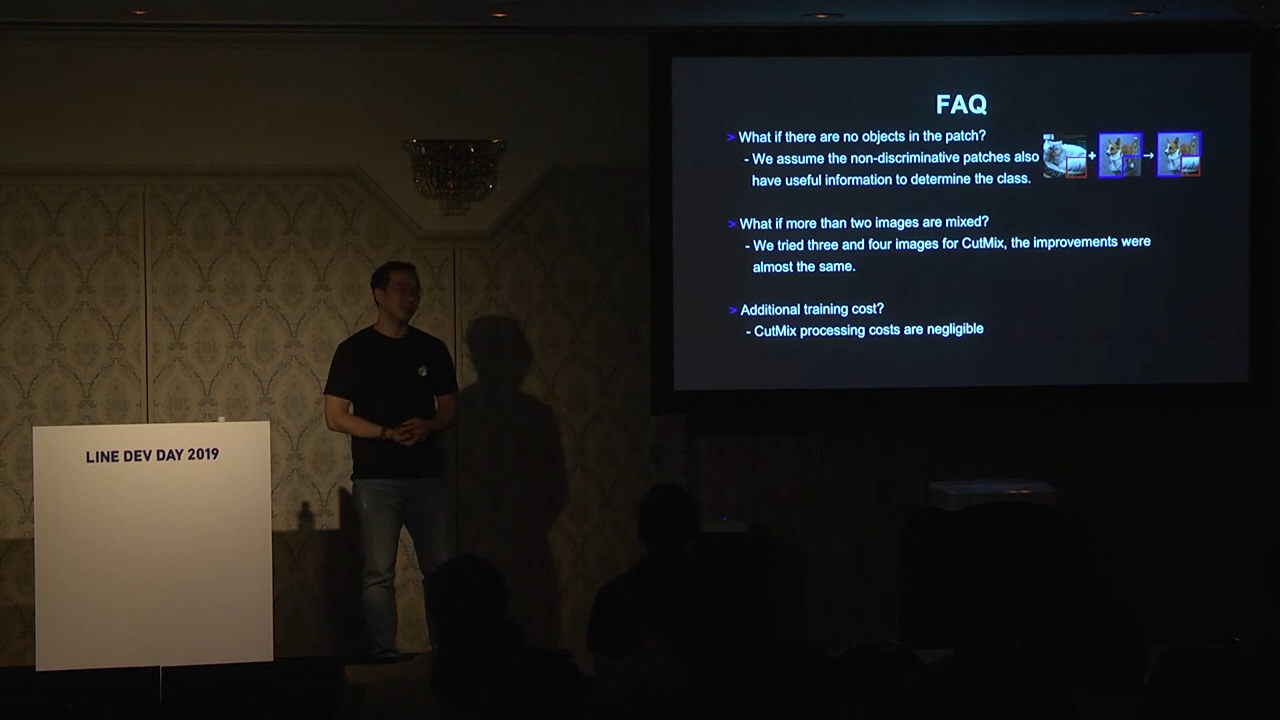 FAQ
> What if there are no objects in the patch?
- We assume the non-discriminative patches also
have useful information to determine the class.
+
→
> What if more than two images are mixed?
- We tried three and four images for CutMix, the improvements were
almost the same.
> Additional training cost?
- CutMix processing costs are negligible
LINE DEV DAY 2019